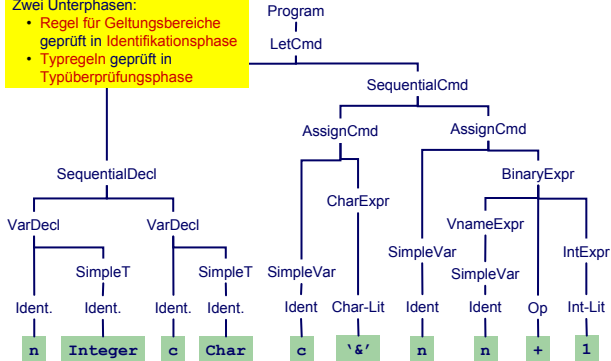 Zwei Unterphasen:
• Regel für Geltungsbereiche
geprüft in Identifikationsphase
• Typregeln geprüft in
Typüberprüfungsphase
Program
LetCmd
SequentialCmd
AssignCmd AssignCmd
SequentialDecl BinaryExpr
CharExpr
VarDecl VarDecl VnameExpr
SimpleVar IntExpr
SimpleT SimpleT SimpleVar SimpleVar
Ident. Ident. Ident. Ident. Ident Char-Lit Ident Ident Op Int-Lit
n Integer c Char c ‘&’ n n + 1